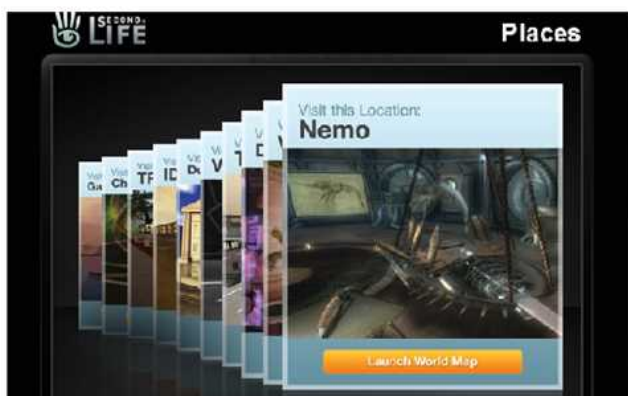 SECOND
LIFE
Places
Visit this Location:
Nemo
Launch World Map